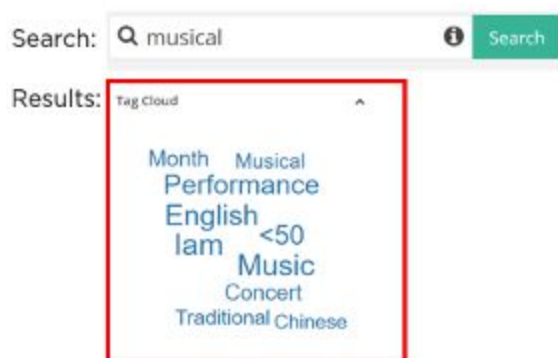 Search: musical Search
Results: Tag Cloud
Month Musical
Performance
English
<50
Iam
Music
Concert
Traditional Chinese